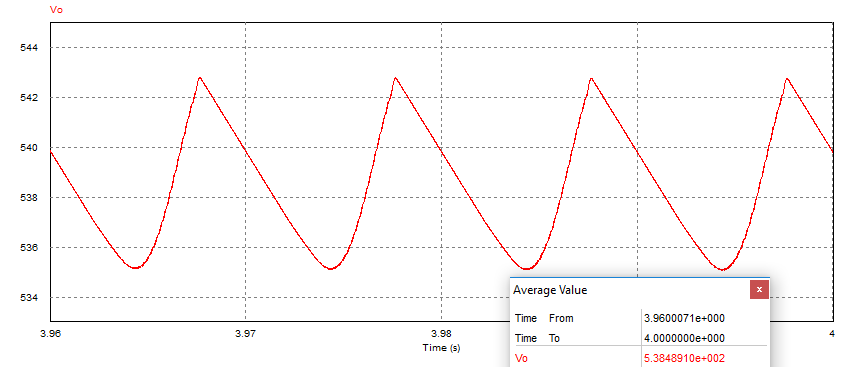 Vo
544
542
540
538
536
534
3.96
3.97
3.98
4
Time (s)
Average Value
x
Time From 3.9600071e+000
Time To 4.0000000e+000
Vo 5.3848910e+002